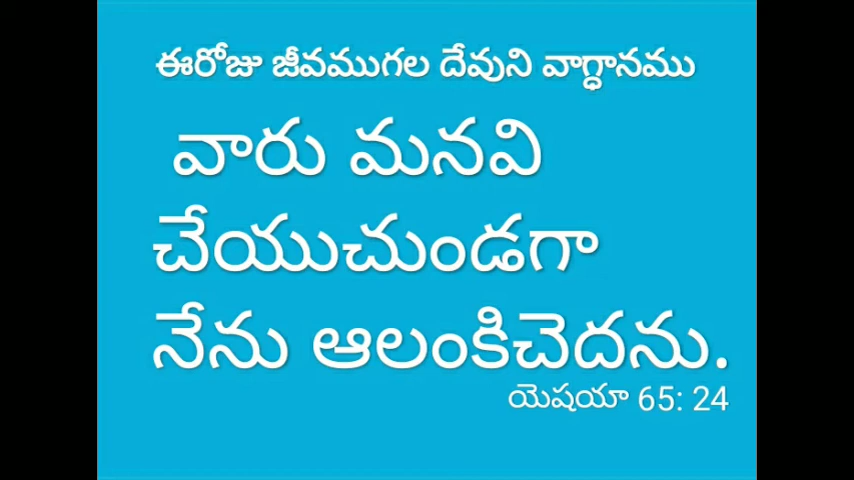 ఈరోజు జీవముగల దేవుని వాగ్ధానము
వారు మనవి
చేయుచుండగా
నేను ఆలంకిచెదను.
యెషయా 65: 24